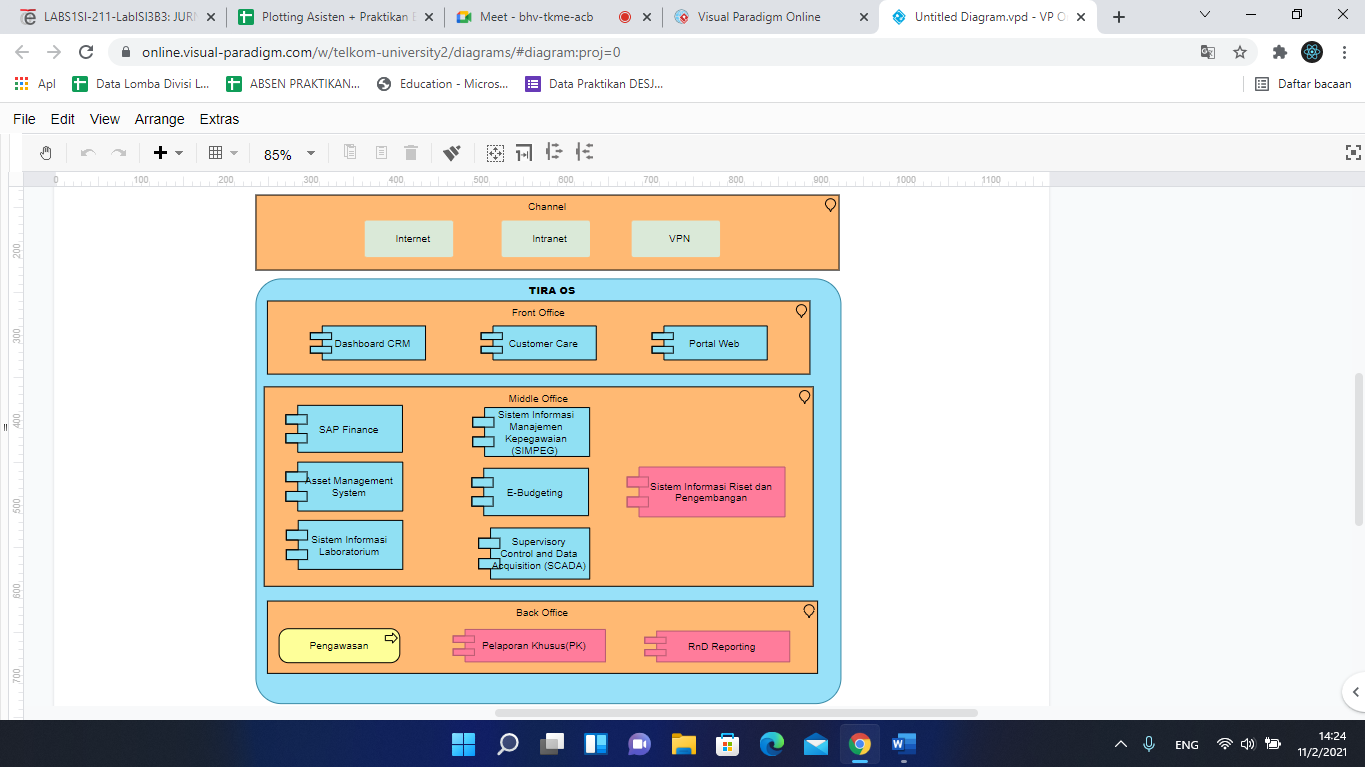 LABS1SI-211-LabISI3B3: JURN
Plotting Asisten + Praktikan E
Meet - bhv-tkme-acb
Visual Paradigm Online
Untitled Diagram.vpd - VP O
online.visual-paradigm.com/w/telkom-university2/diagrams/#diagram:proj=0
Apl
Data Lomba Divisi L...
ABSEN PRAKTIKAN...
Education - Micros...
Data Praktikan DESJ...
Daftar bacaan
File Edit View Arrange Extras
85%
0 100 200 300 400 500 600 700 800 900 1000 1100
200
300
400
500
600
700
Channel
Internet
Intranet
VPN
TIRA OS
Front Office
Dashboard CRM
Customer Care
Portal Web
Middle Office
SAP Finance
Sistem Informasi
Manajemen
Kepegawaian
(SIMPEG)
Asset Management
System
E-Budgeting
Sistem Informasi Riset dan
Pengembangan
Sistem Informasi
Laboratorium
Supervisory
Control and Data
Acquisition (SCADA)
Back Office
Pengawasan
Pelaporan Khusus(PK)
RnD Reporting
ENG
14:24
11/2/2021